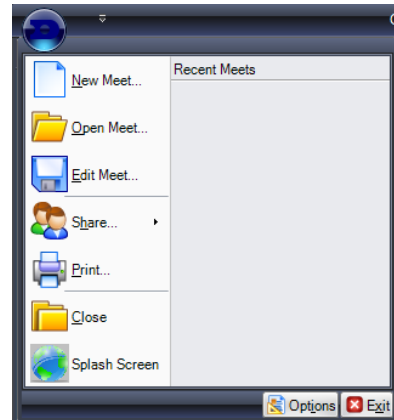 Recent Meets
New Meet...
Open Meet...
Edit Meet...
Share...
Print...
Close
Splash Screen
Options Exit